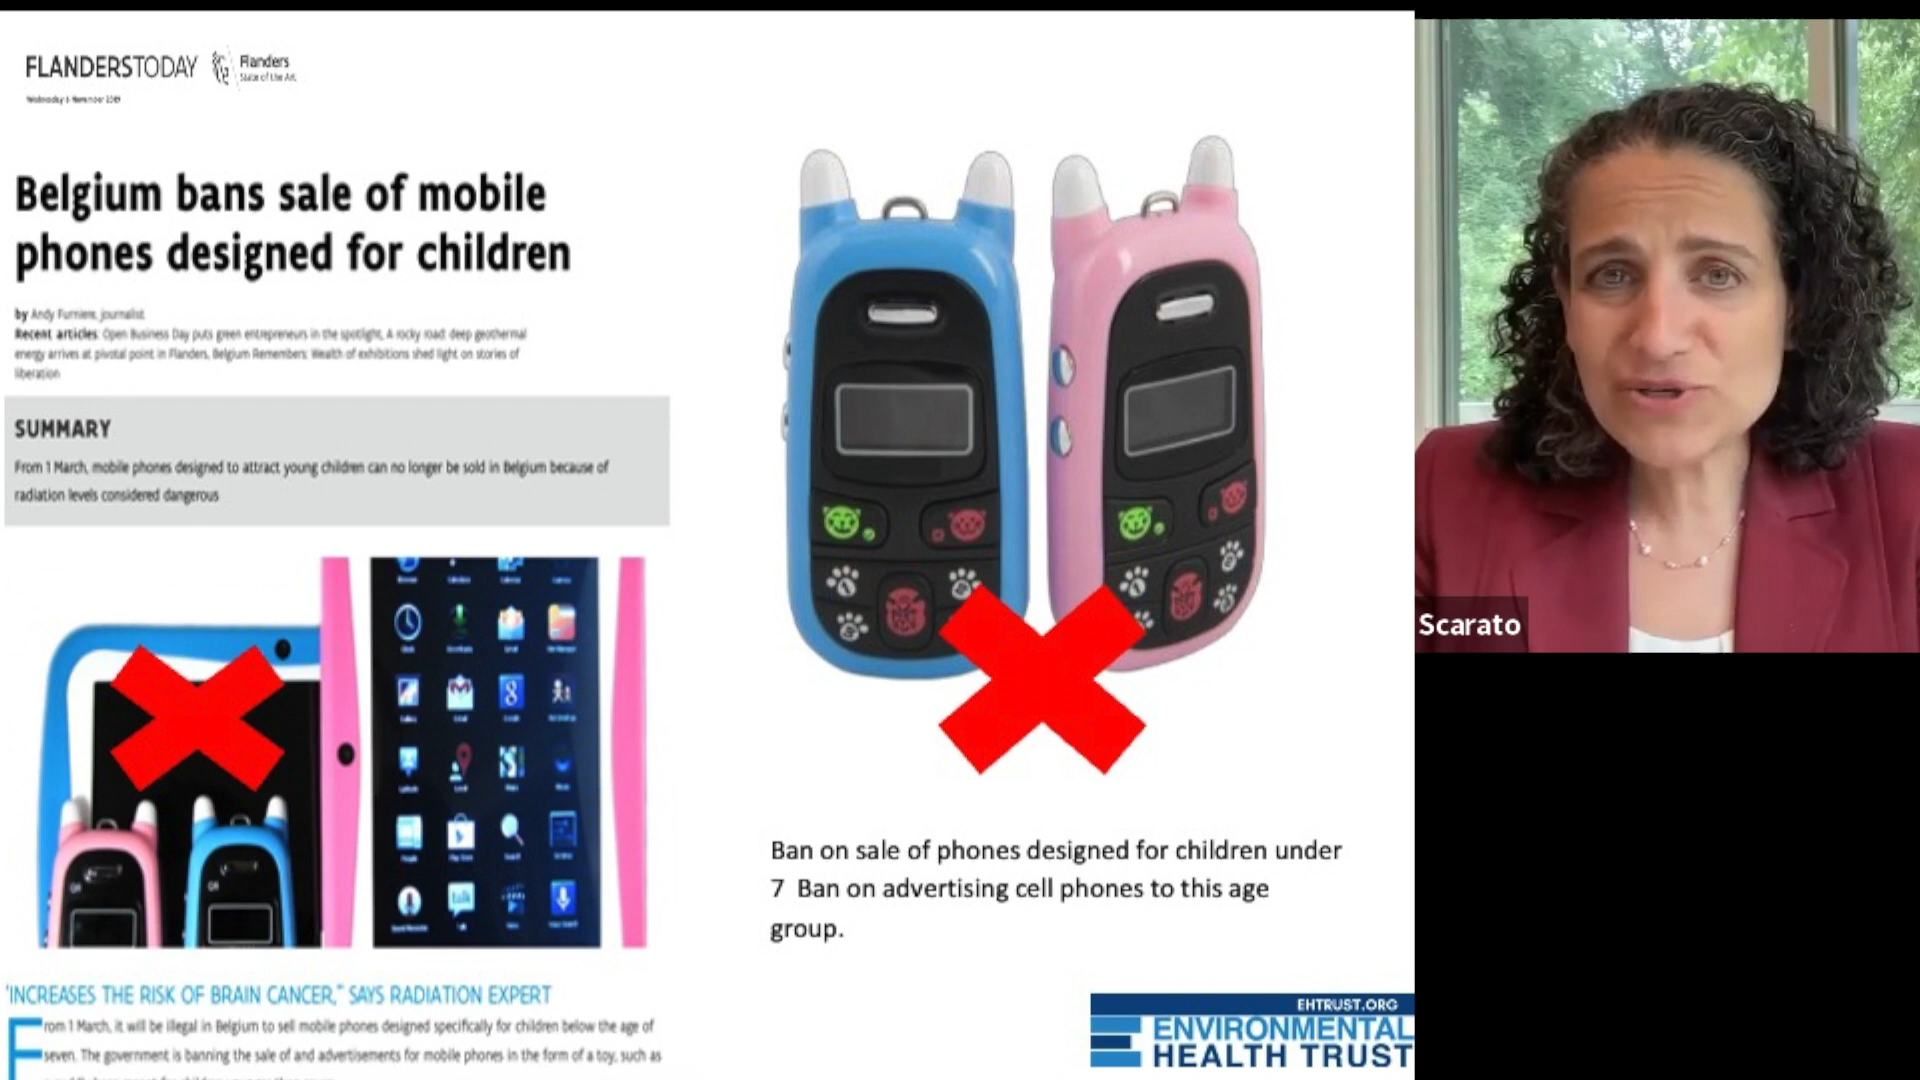 FLANDERSTODAY
Flanders
State of the Art
Belgium bans sale of mobile
phones designed for children
by Andy Furniere, journalist
Recent articles: Open Business Day puts green entrepreneurs in the spotlight, A rocky road: deep geothermal
energy arrives at pivotal point in Flanders, Belgium Remembers: Wealth of exhibitions shed light on stories of
liberation
SUMMARY
From 1 March, mobile phones designed to attract young children can no longer be sold in Belgium because of
radiation levels considered dangerous
"INCREASES THE RISK OF BRAIN CANCER," SAYS RADIATION EXPERT
From 1 March, it will be illegal in Belgium to sell mobile phones designed specifically for children below the age of
seven. The government is banning the sale of and advertisements for mobile phones in the form of a toy, such as
Ban on sale of phones designed for children under
7 Ban on advertising cell phones to this age
group.
EHTRUST.ORG
ENVIRONMENTAL
HEALTH TRUST
Scarato